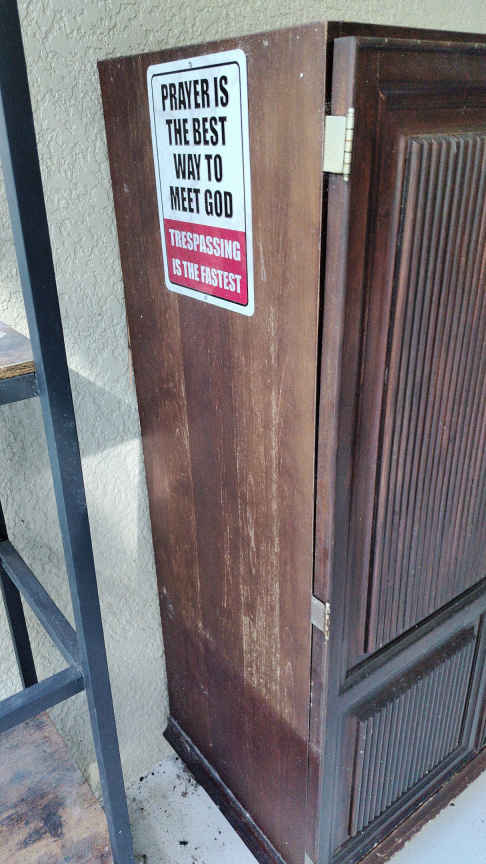 PRAYER IS
THE BEST
WAY TO
MEET GOD
TRESPASSING
IS THE FASTEST